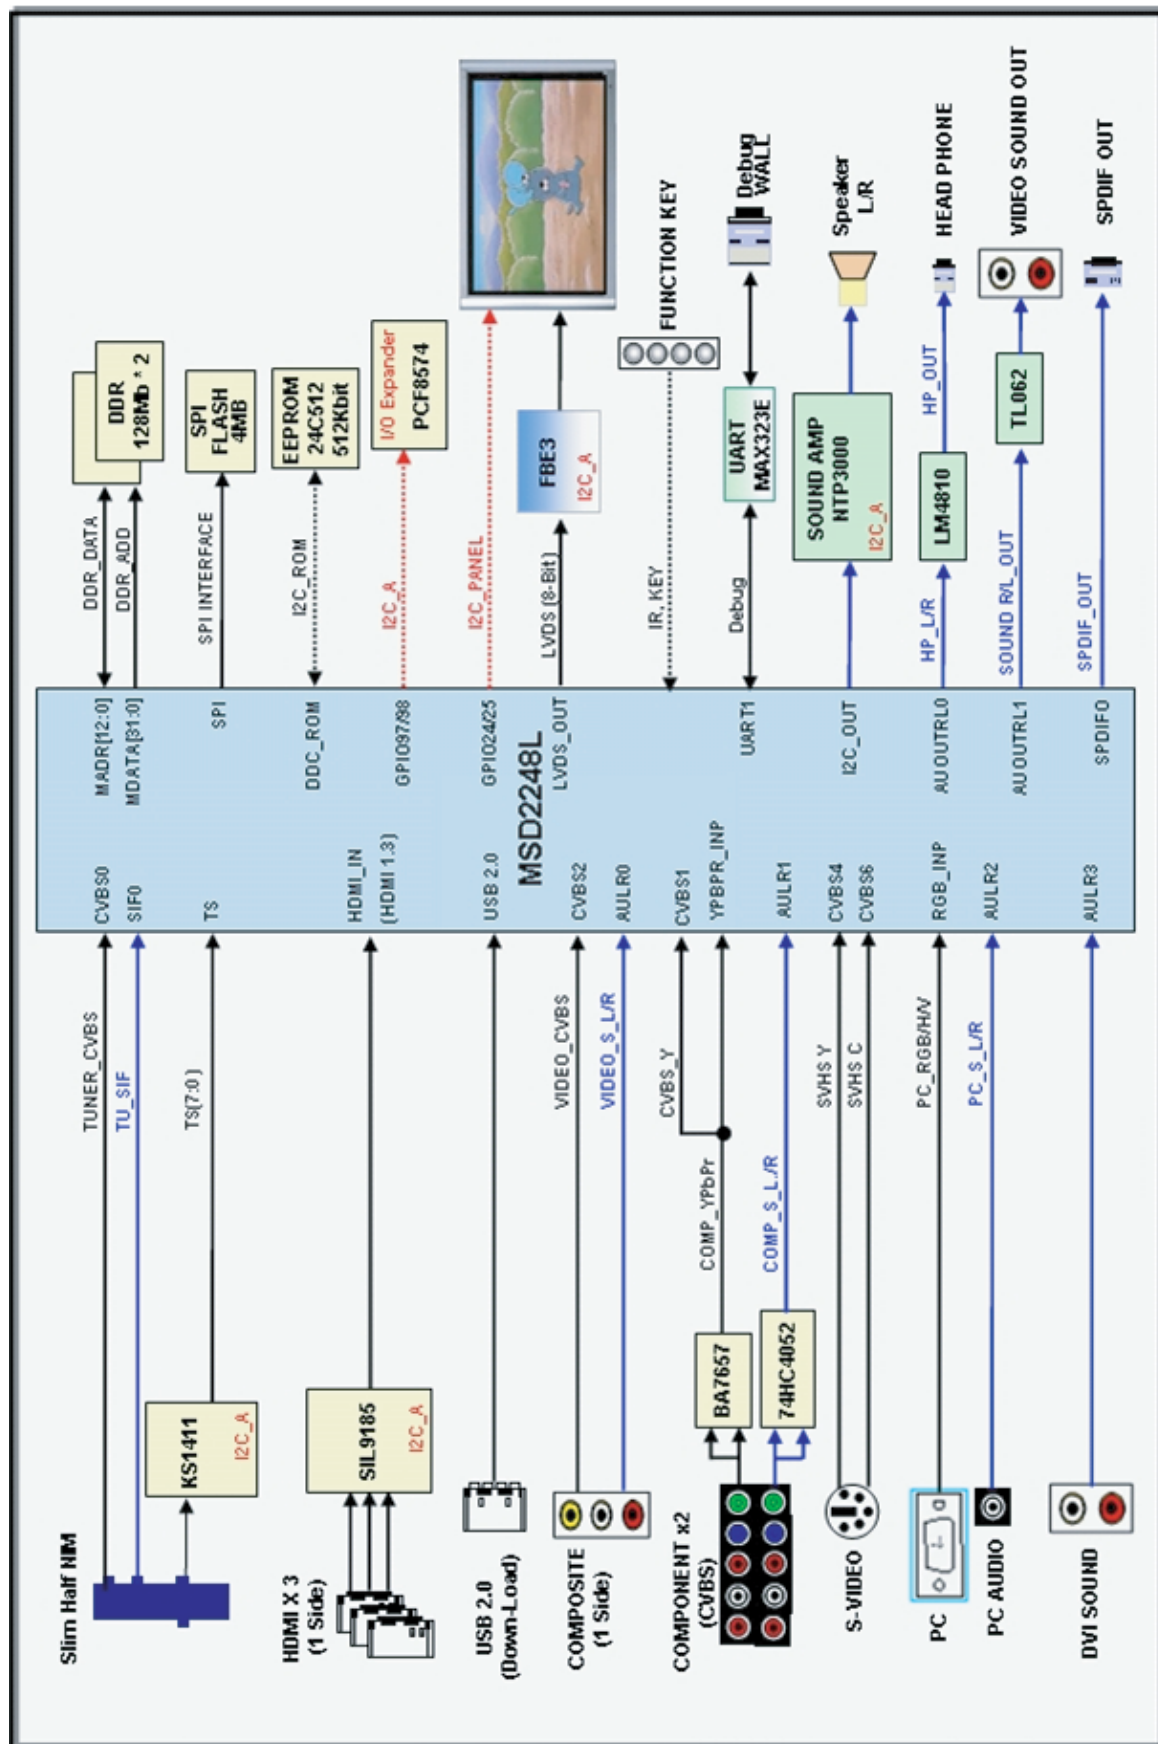 Slim Half NIM
TUNER_CVBS
TU_SIF
KS1411
I2C_A
TS(7:0)
HDMI X 3
(1 Side)
SIL9185
I2C_A
USB 2.0
(Down-Load)
COMPOSITE
(1 Side)
VIDEO_CVBS
VIDEO_S_L/R
COMPONENT x2
(CVBS)
BA7657
74HC4052
COMP_YPbPr
CVBS_Y
COMP_S_L./R
S-VIDEO
SVHS Y
SVHS C
PC
PC_RGB/H/V
PC AUDIO
PC_S_L/R
DVI SOUND
CVBS0
SIF0
TS
HDMI_IN
(HDMI 1.3)
USB 2.0
CVBS2
AULR0
CVBS1
YPBPR_INP
AULR1
CVBS4
CVBS6
RGB_INP
AULR2
AULR3
MSD2248L
MADR[12:0]
MDATA[31:0]
SPI
DDC_ROM
GPIO97/98
GPIO24/25
LVDS_OUT
UART1
I2C_OUT
AUOUTRL0
AUOUTRL1
SPDIFO
DDR_DATA
DDR_ADD
DDR
128Mb * 2
SPI INTERFACE
SPI
FLASH
4MB
I2C_ROM
EEPROM
24C512
512Kbit
I2C_A
I/O Expander
PCF8574
I2C_PANEL
LVDS (8-Bit)
FBE3
I2C_A
IR, KEY
FUNCTION KEY
Debug
UART
MAX323E
Debug
WALL
SOUND AMP
NTP3000
I2C_A
Speaker
L/R
HP_L/R
LM4810
HP_OUT
HEAD PHONE
SOUND R/L_OUT
TL062
VIDEO SOUND OUT
SPDIF_OUT
SPDIF OUT